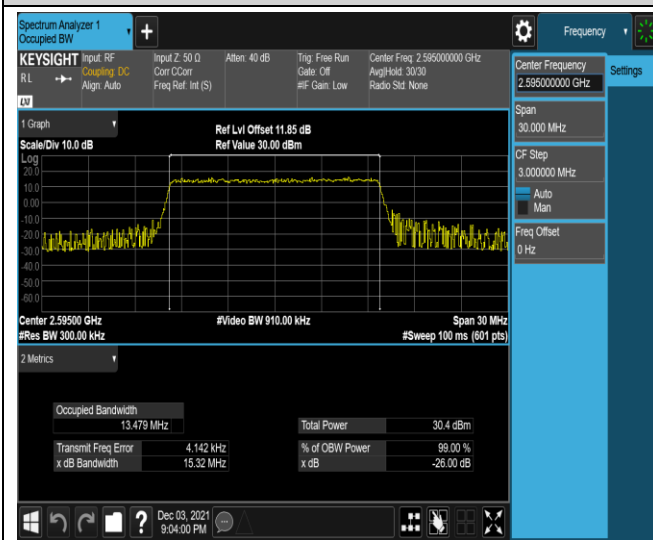 Spectrum Analyzer 1
Occupied BW
+
Frequency
KEYSIGHT
RL
LXI
Input: RF
Coupling: DC
Align: Auto
Input Z: 50 Ω
Corr CCorr
Freq Ref: Int (S)
Atten: 40 dB
Trig: Free Run
Gate: Off
#IF Gain: Low
Center Freq: 2.595000000 GHz
Avg|Hold: 30/30
Radio Std: None
Center Frequency
2.595000000 GHz
Settings
Span
30.000 MHz
CF Step
3.000000 MHz
Auto
Man
Freq Offset
0 Hz
1 Graph
Scale/Div 10.0 dB
Ref Lvl Offset 11.85 dB
Ref Value 30.00 dBm
Log
20.0
10.0
0.00
-10.0
-20.0
-30.0
-40.0
-50.0
-60.0
Center 2.59500 GHz
#Video BW 910.00 kHz
Span 30 MHz
#Res BW 300.00 kHz
#Sweep 100 ms (601 pts)
2 Metrics
Occupied Bandwidth
13.479 MHz
Total Power 30.4 dBm
Transmit Freq Error 4.142 kHz
% of OBW Power 99.00 %
x dB Bandwidth 15.32 MHz
x dB -26.00 dB
?
Dec 03, 2021
9:04:00 PM